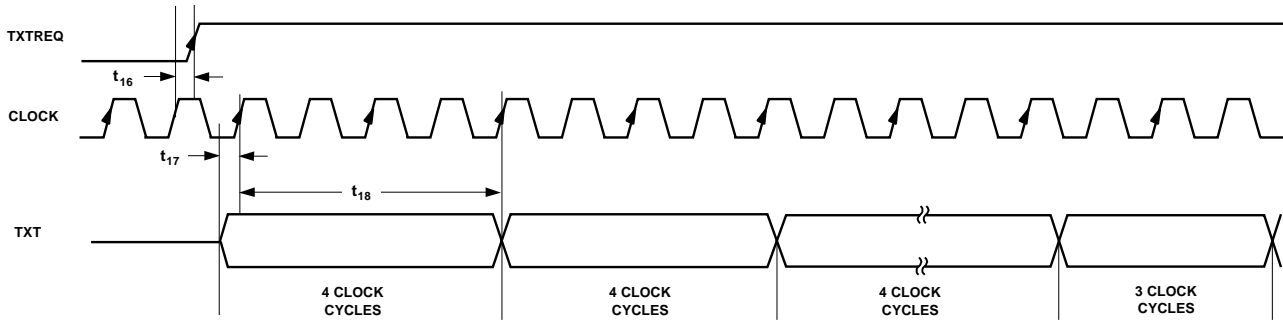 TXTREQ
t16
CLOCK
t17
t18
TXT
4 CLOCK
CYCLES
4 CLOCK
CYCLES
4 CLOCK
CYCLES
3 CLOCK
CYCLES